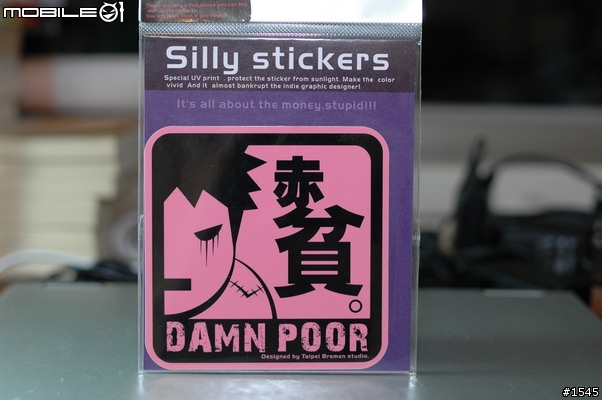 MOBILE01
Silly stickers
Special UV print . protect the sticker from sunlight. Make the color
vivid And it almost bankrupt the indie graphic designer!
It's all about the money,stupid!!!
赤貧。
DAMN POOR
Designed by Taipei Bremen studio.
#1545